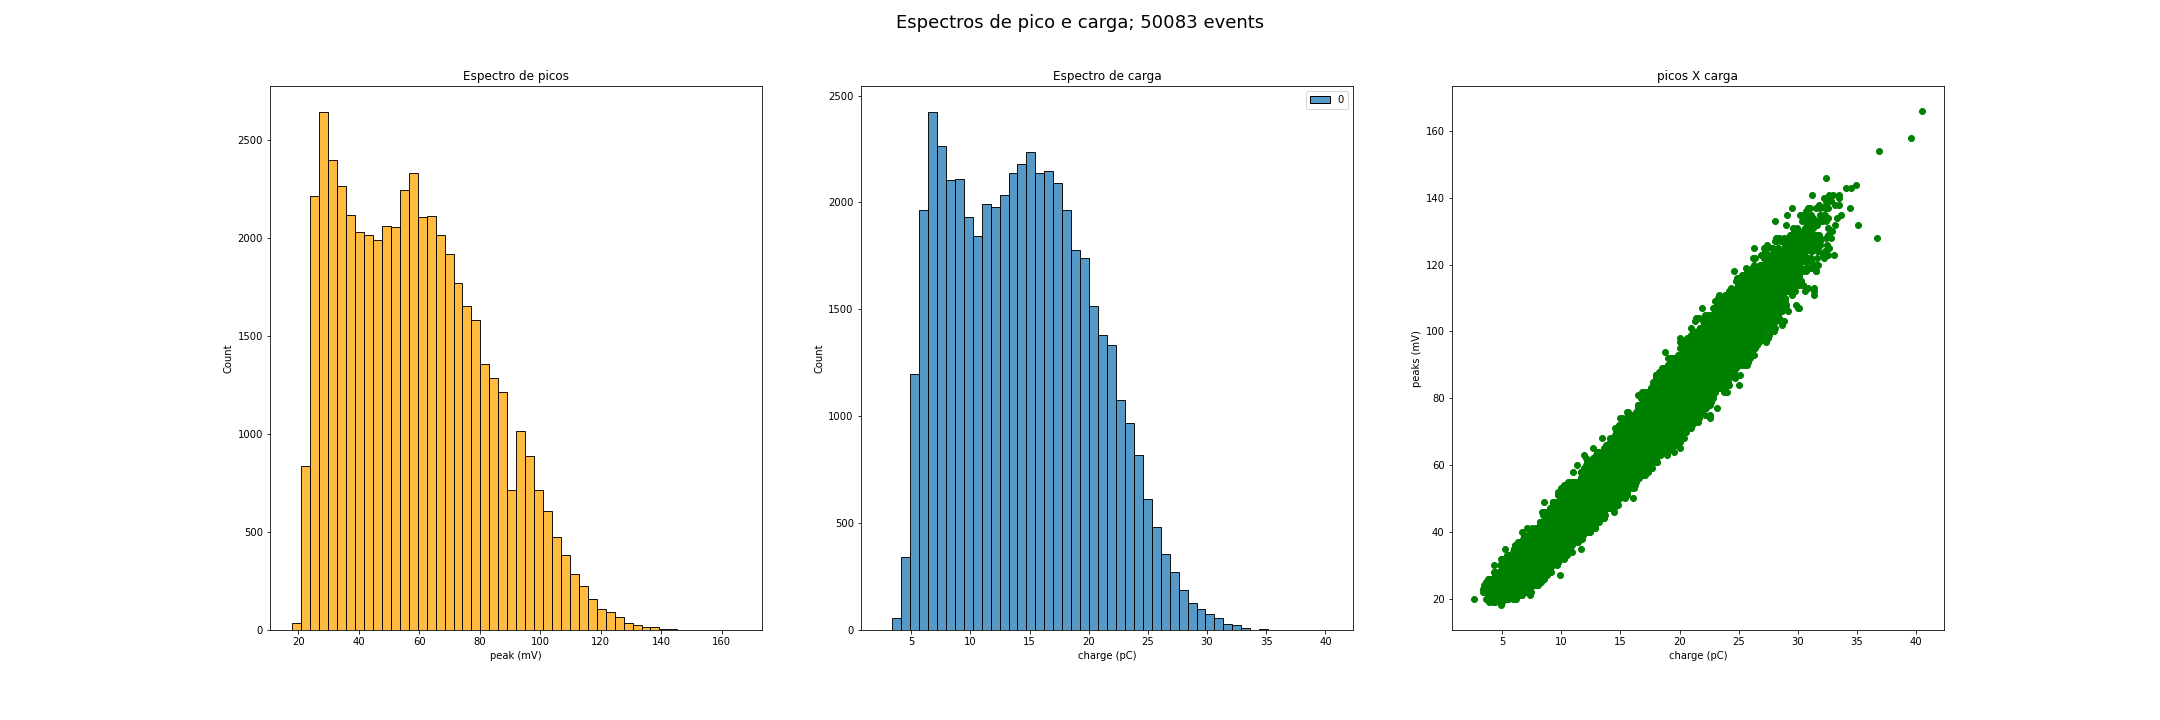 Espectros de pico e carga; 50083 events
Espectro de picos
2500
2000
1500
1000
500
0
Count
20 40 60 80 100 120 140 160
peak (mV)
Espectro de carga
0
2500
2000
1500
1000
500
0
Count
5 10 15 20 25 30 35 40
charge (pC)
picos X carga
160
140
120
100
80
60
40
20
peaks (mV)
5 10 15 20 25 30 35 40
charge (pC)